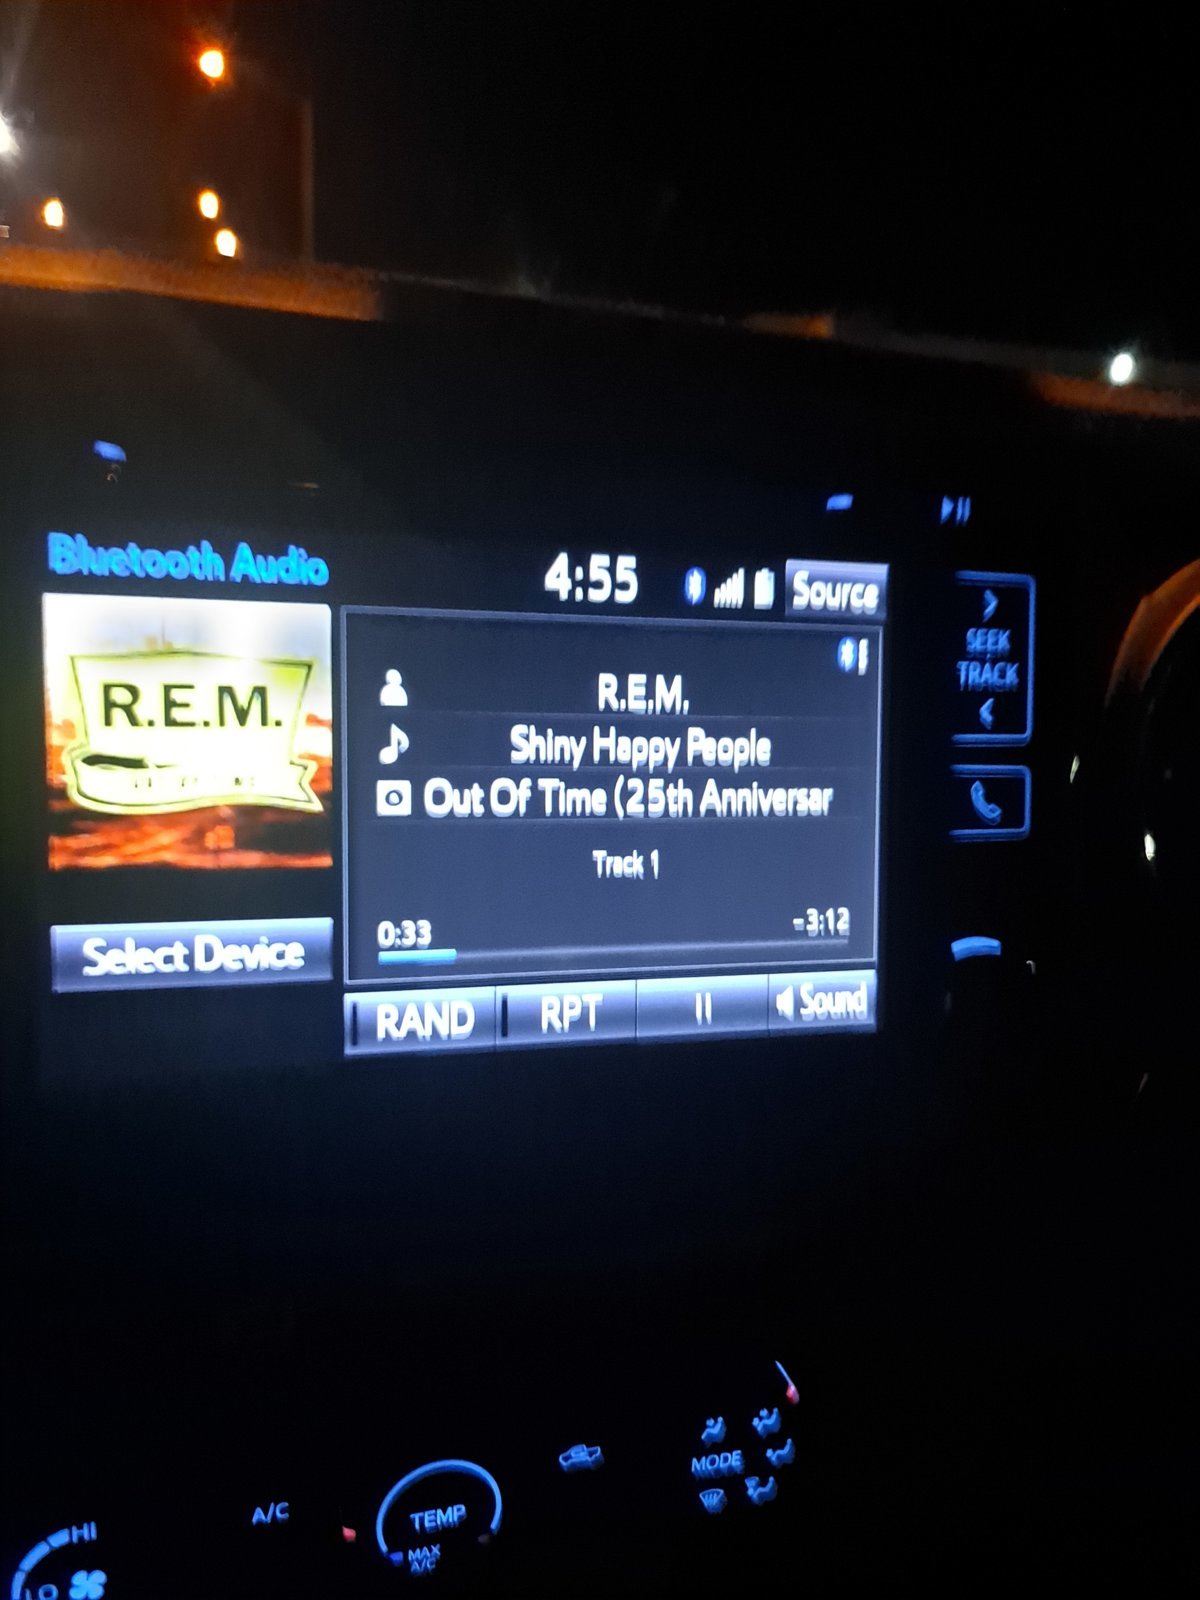 Bluetooth Audio
4:55
Source
R.E.M.
R.E.M.
Shiny Happy People
Out Of Time (25th Anniversar
Track 1
0:33
-3:12
Select Device
RAND
RPT
Sound
SEEK
TRACK
A/C
TEMP
MAX
A/C
MODE
HI
LO